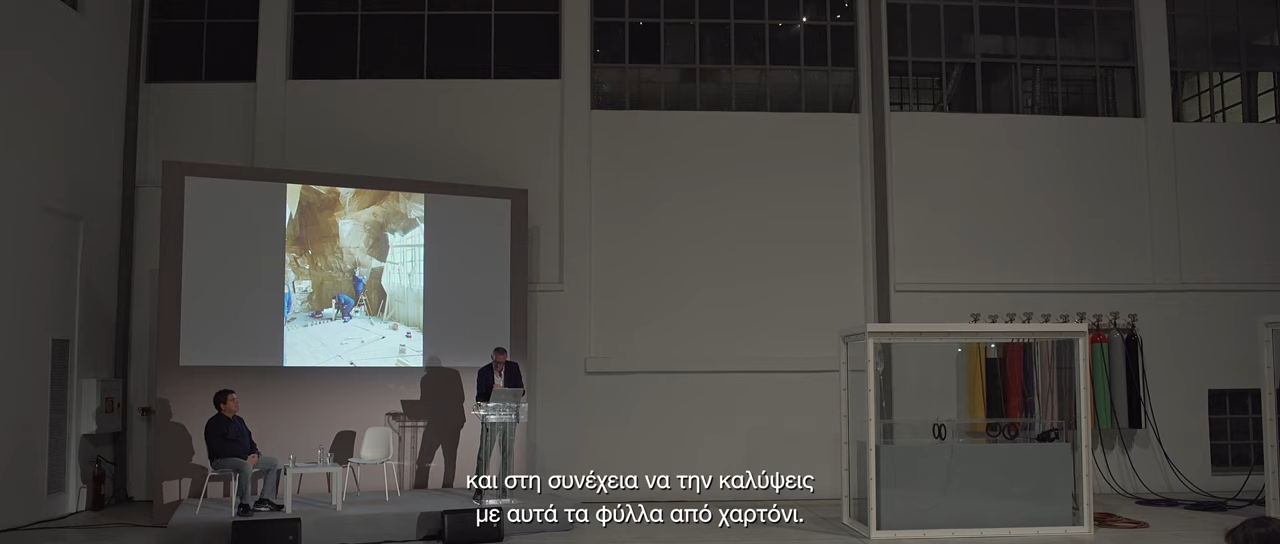 και στη συνέχεια να την καλύψεις
με αυτά τα φύλλα από χαρτόνι.